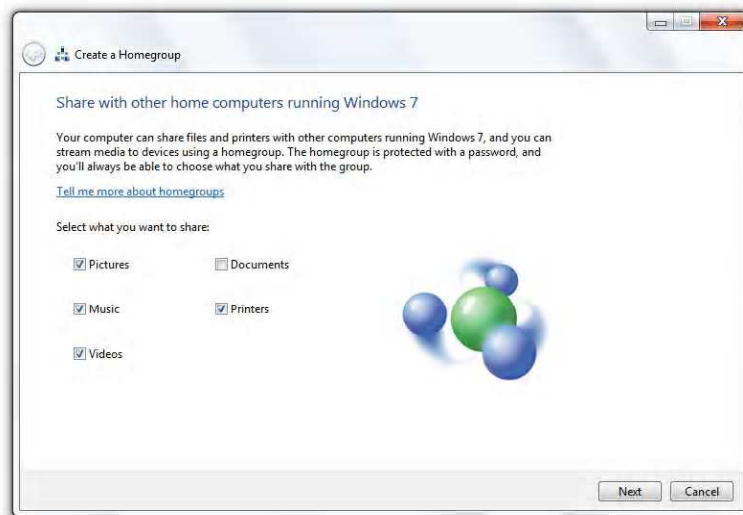 Create a Homegroup
Share with other home computers running Windows 7
Your computer can share files and printers with other computers running Windows 7, and you can
stream media to devices using a homegroup. The homegroup is protected with a password, and
you'll always be able to choose what you share with the group.
Tell me more about homegroups
Select what you want to share:
Pictures Documents
Music Printers
Videos
Next Cancel